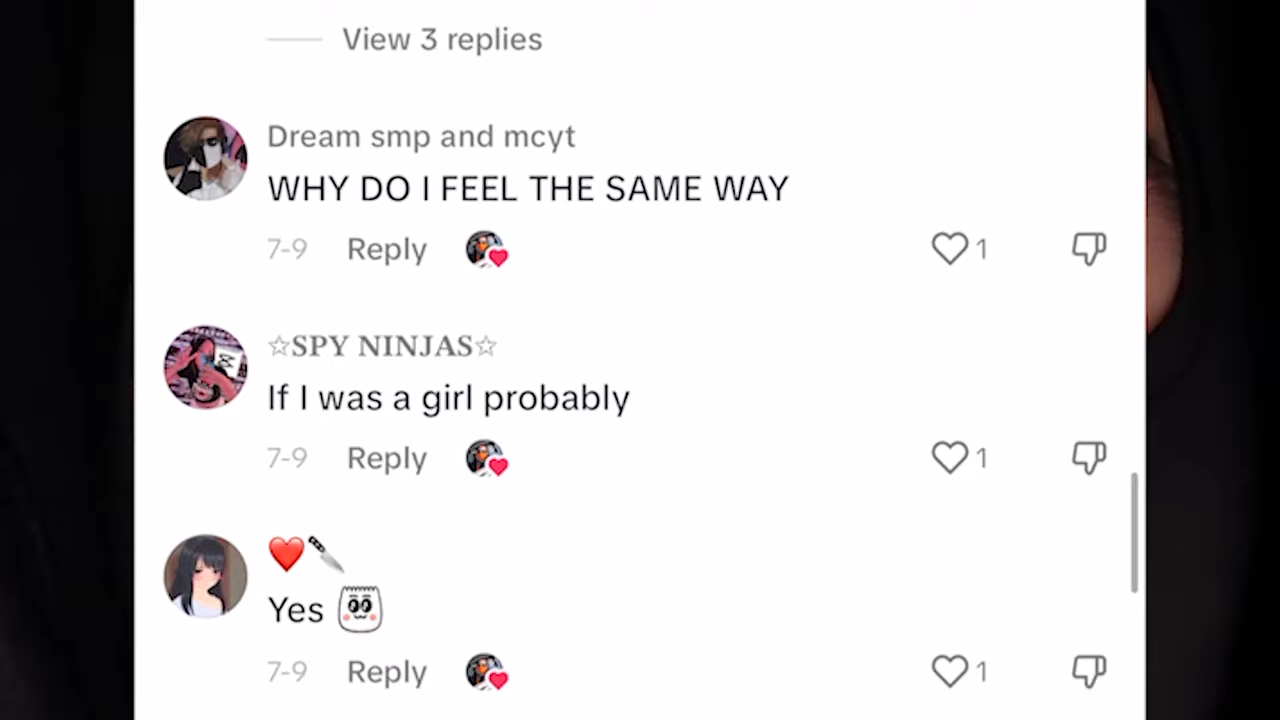 View 3 replies
Dream smp and mcyt
WHY DO I FEEL THE SAME WAY
7-9 Reply 1
☆SPY NINJAS☆
If I was a girl probably
7-9 Reply 1
❤️🔪
Yes
7-9 Reply 1